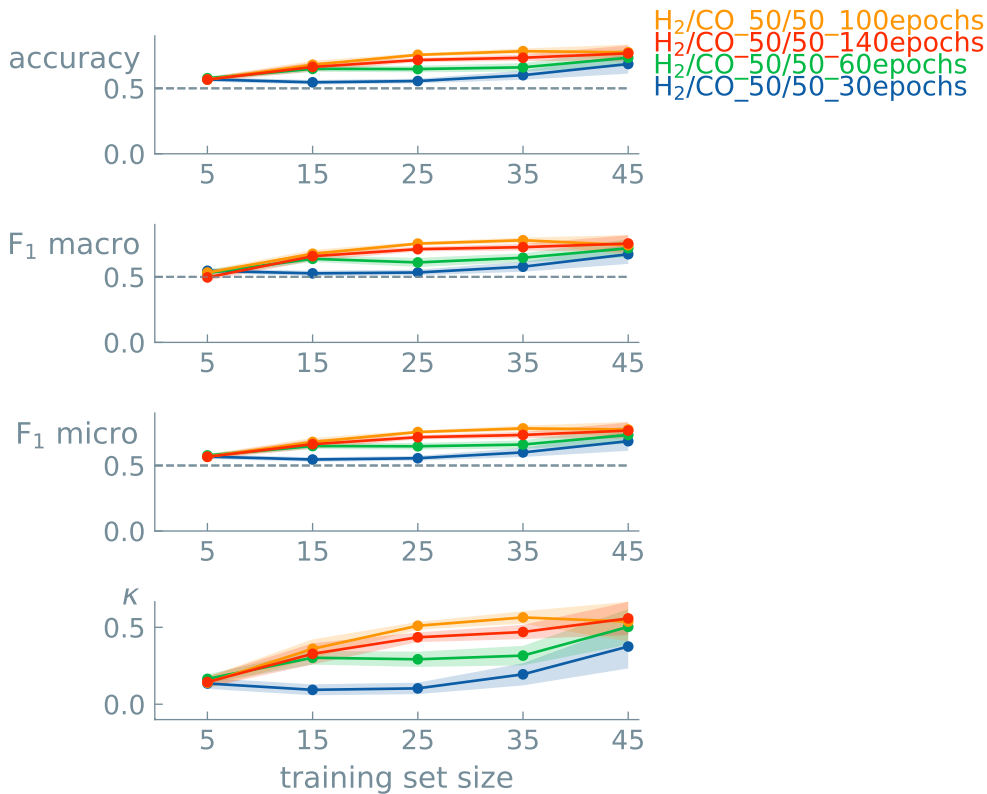 H₂/CO_50/50_100epochs
H₂/CO_50/50_140epochs
H₂/CO_50/50_60epochs
H₂/CO_50/50_30epochs
accuracy
0.5
0.0
5 15 25 35 45
F₁ macro
0.5
0.0
5 15 25 35 45
F₁ micro
0.5
0.0
5 15 25 35 45
κ
0.5
0.0
5 15 25 35 45
training set size